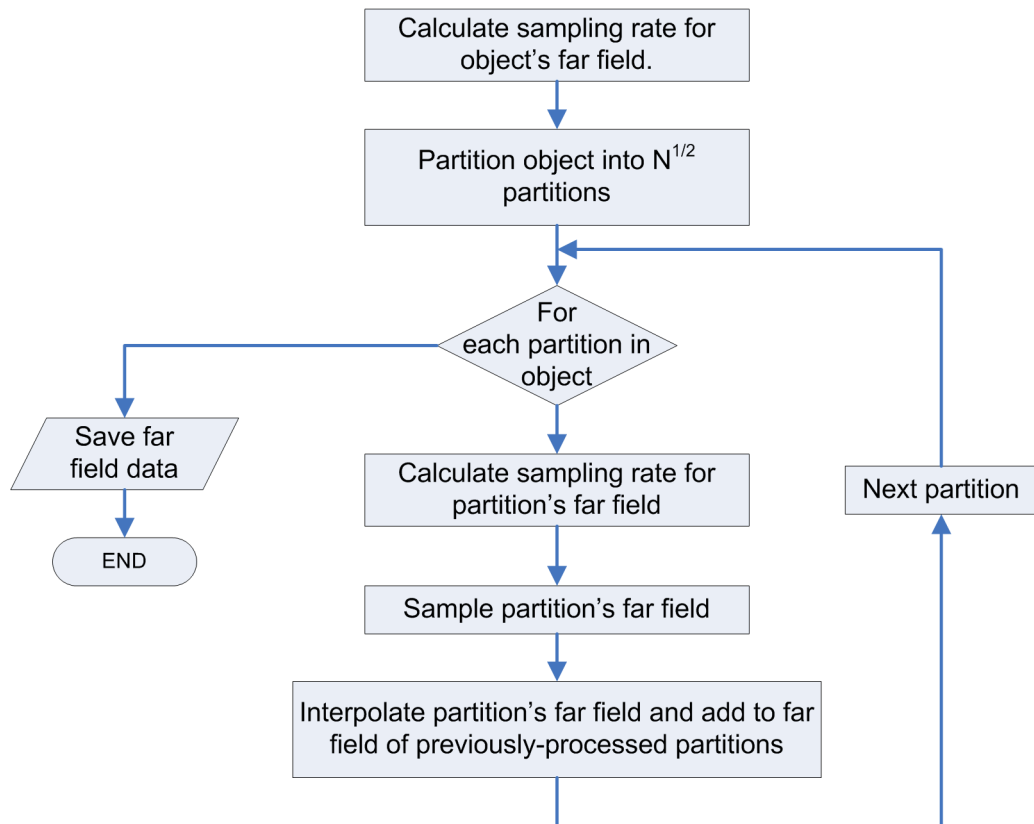 Calculate sampling rate for
object's far field.
Partition object into N^1/2
partitions
For
each partition in
object
Save far
field data
END
Calculate sampling rate for
partition's far field
Next partition
Sample partition's far field
Interpolate partition's far field and add to far
field of previously-processed partitions